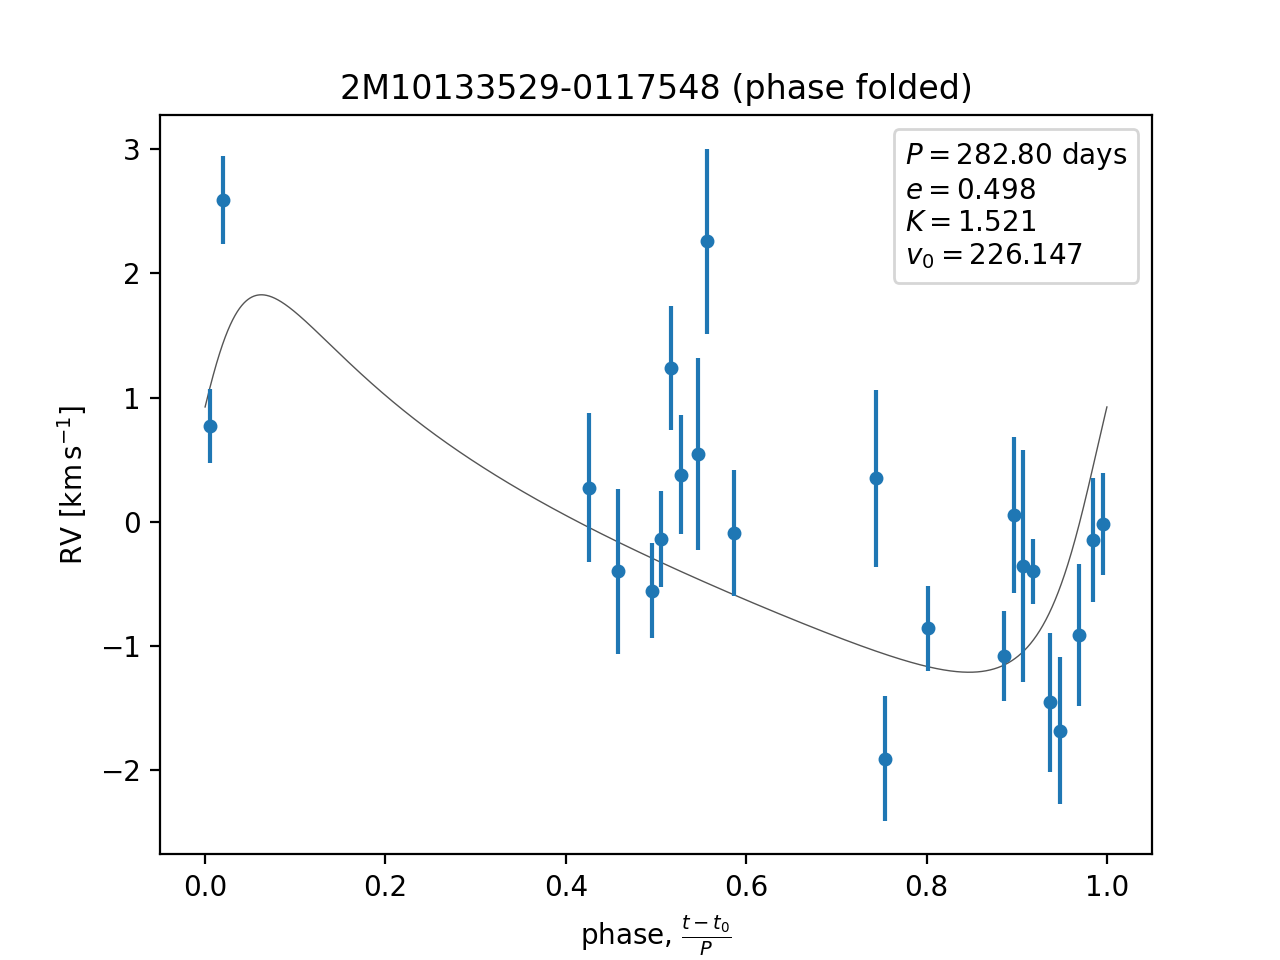 2M10133529-0117548 (phase folded)
P = 282.80 days
e = 0.498
K = 1.521
v₀ = 226.147
3
2
1
0
−1
−2
RV [km s⁻¹]
0.0 0.2 0.4 0.6 0.8 1.0
phase, (t − t₀)/P